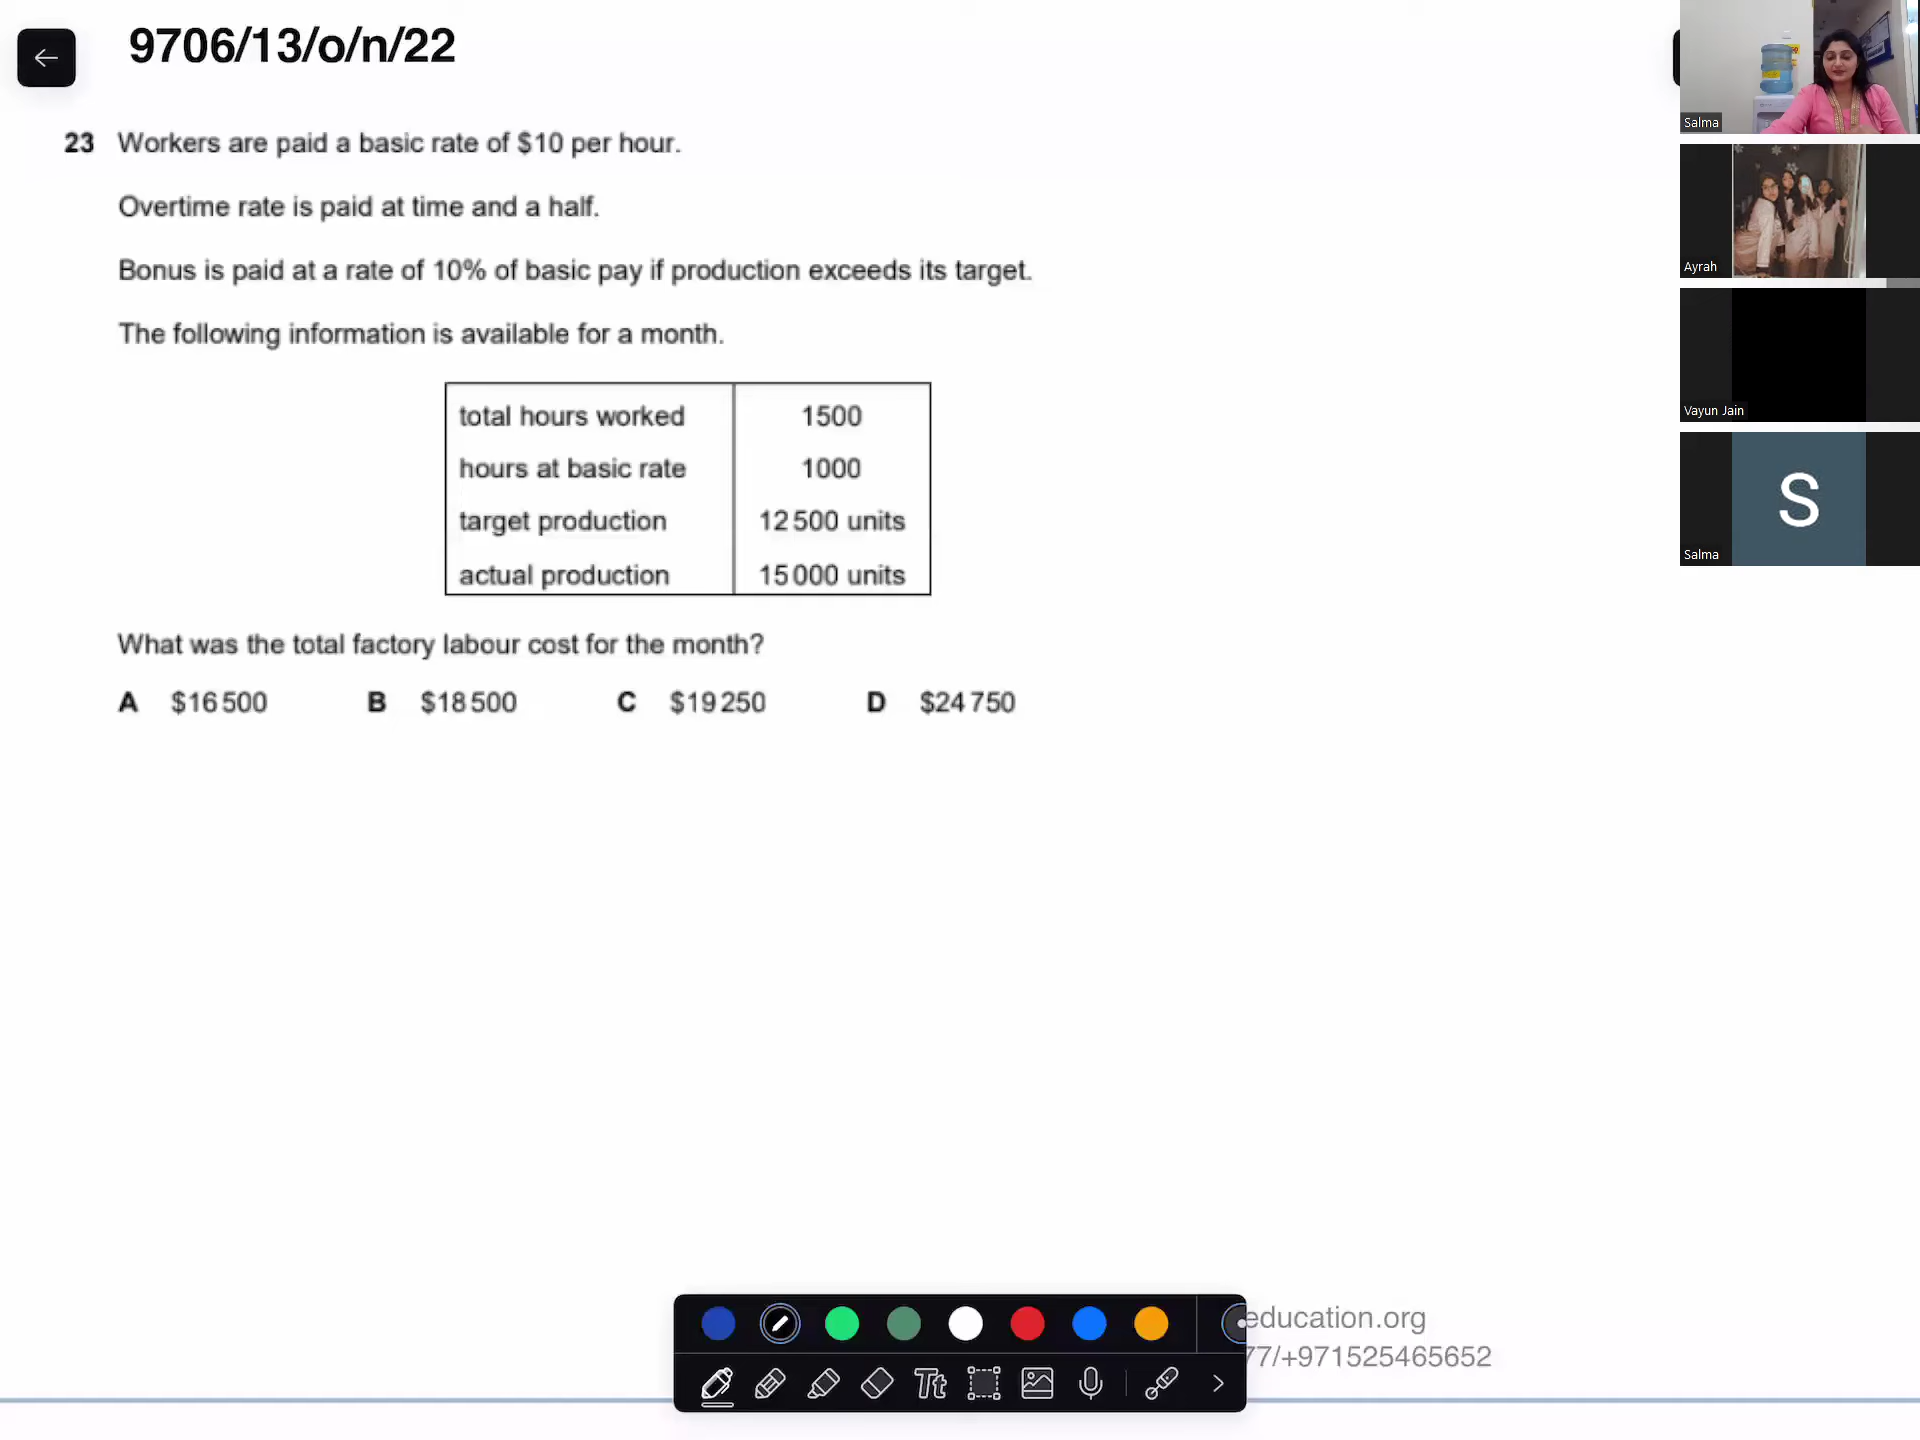 9706/13/o/n/22
23 Workers are paid a basic rate of $10 per hour.
Overtime rate is paid at time and a half.
Bonus is paid at a rate of 10% of basic pay if production exceeds its target.
The following information is available for a month.
total hours worked 1500
hours at basic rate 1000
target production 12 500 units
actual production 15 000 units
What was the total factory labour cost for the month?
A $16 500 B $18 500 C $19 250 D $24 750
Salma
Ayrah
Vayun Jain
S
Salma
education.org
77/+971525465652
Tt